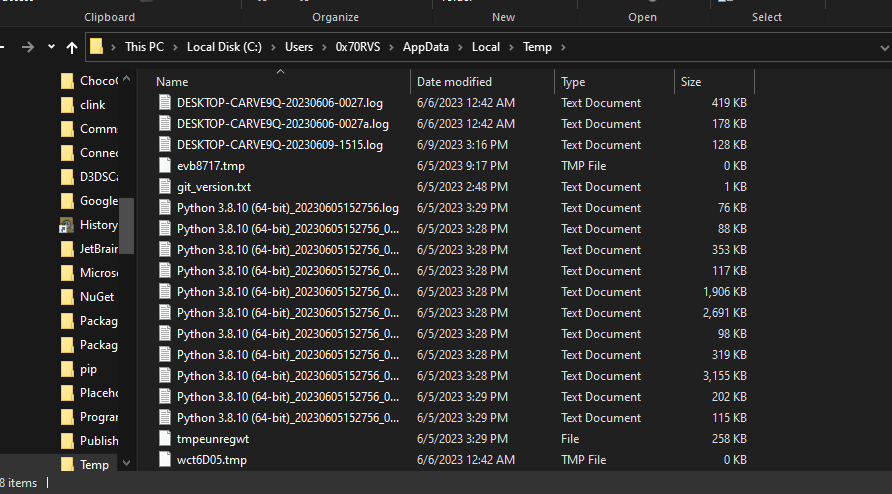 Clipboard Organize New Open Select
This PC > Local Disk (C:) > Users > 0x70RVS > AppData > Local > Temp >
Name Date modified Type Size
ChocoC
clink
Comms
Connec
D3DSCa
Google
History
JetBrain
Microso
NuGet
Packag
Packag
pip
Placeho
Program
Publish
Temp
DESKTOP-CARVE9Q-20230606-0027.log 6/6/2023 12:42 AM Text Document 419 KB
DESKTOP-CARVE9Q-20230606-0027a.log 6/6/2023 12:42 AM Text Document 178 KB
DESKTOP-CARVE9Q-20230609-1515.log 6/9/2023 3:16 PM Text Document 128 KB
evb8717.tmp 6/5/2023 9:17 PM TMP File 0 KB
git_version.txt 6/5/2023 2:48 PM Text Document 1 KB
Python 3.8.10 (64-bit)_20230605152756.log 6/5/2023 3:29 PM Text Document 76 KB
Python 3.8.10 (64-bit)_20230605152756_0... 6/5/2023 3:28 PM Text Document 88 KB
Python 3.8.10 (64-bit)_20230605152756_0... 6/5/2023 3:28 PM Text Document 353 KB
Python 3.8.10 (64-bit)_20230605152756_0... 6/5/2023 3:28 PM Text Document 117 KB
Python 3.8.10 (64-bit)_20230605152756_0... 6/5/2023 3:28 PM Text Document 1,906 KB
Python 3.8.10 (64-bit)_20230605152756_0... 6/5/2023 3:28 PM Text Document 2,691 KB
Python 3.8.10 (64-bit)_20230605152756_0... 6/5/2023 3:28 PM Text Document 98 KB
Python 3.8.10 (64-bit)_20230605152756_0... 6/5/2023 3:28 PM Text Document 319 KB
Python 3.8.10 (64-bit)_20230605152756_0... 6/5/2023 3:28 PM Text Document 3,155 KB
Python 3.8.10 (64-bit)_20230605152756_0... 6/5/2023 3:29 PM Text Document 202 KB
Python 3.8.10 (64-bit)_20230605152756_0... 6/5/2023 3:29 PM Text Document 115 KB
tmpeunregwt 6/5/2023 3:29 PM File 258 KB
wct6D05.tmp 6/6/2023 12:42 AM TMP File 0 KB
8 items